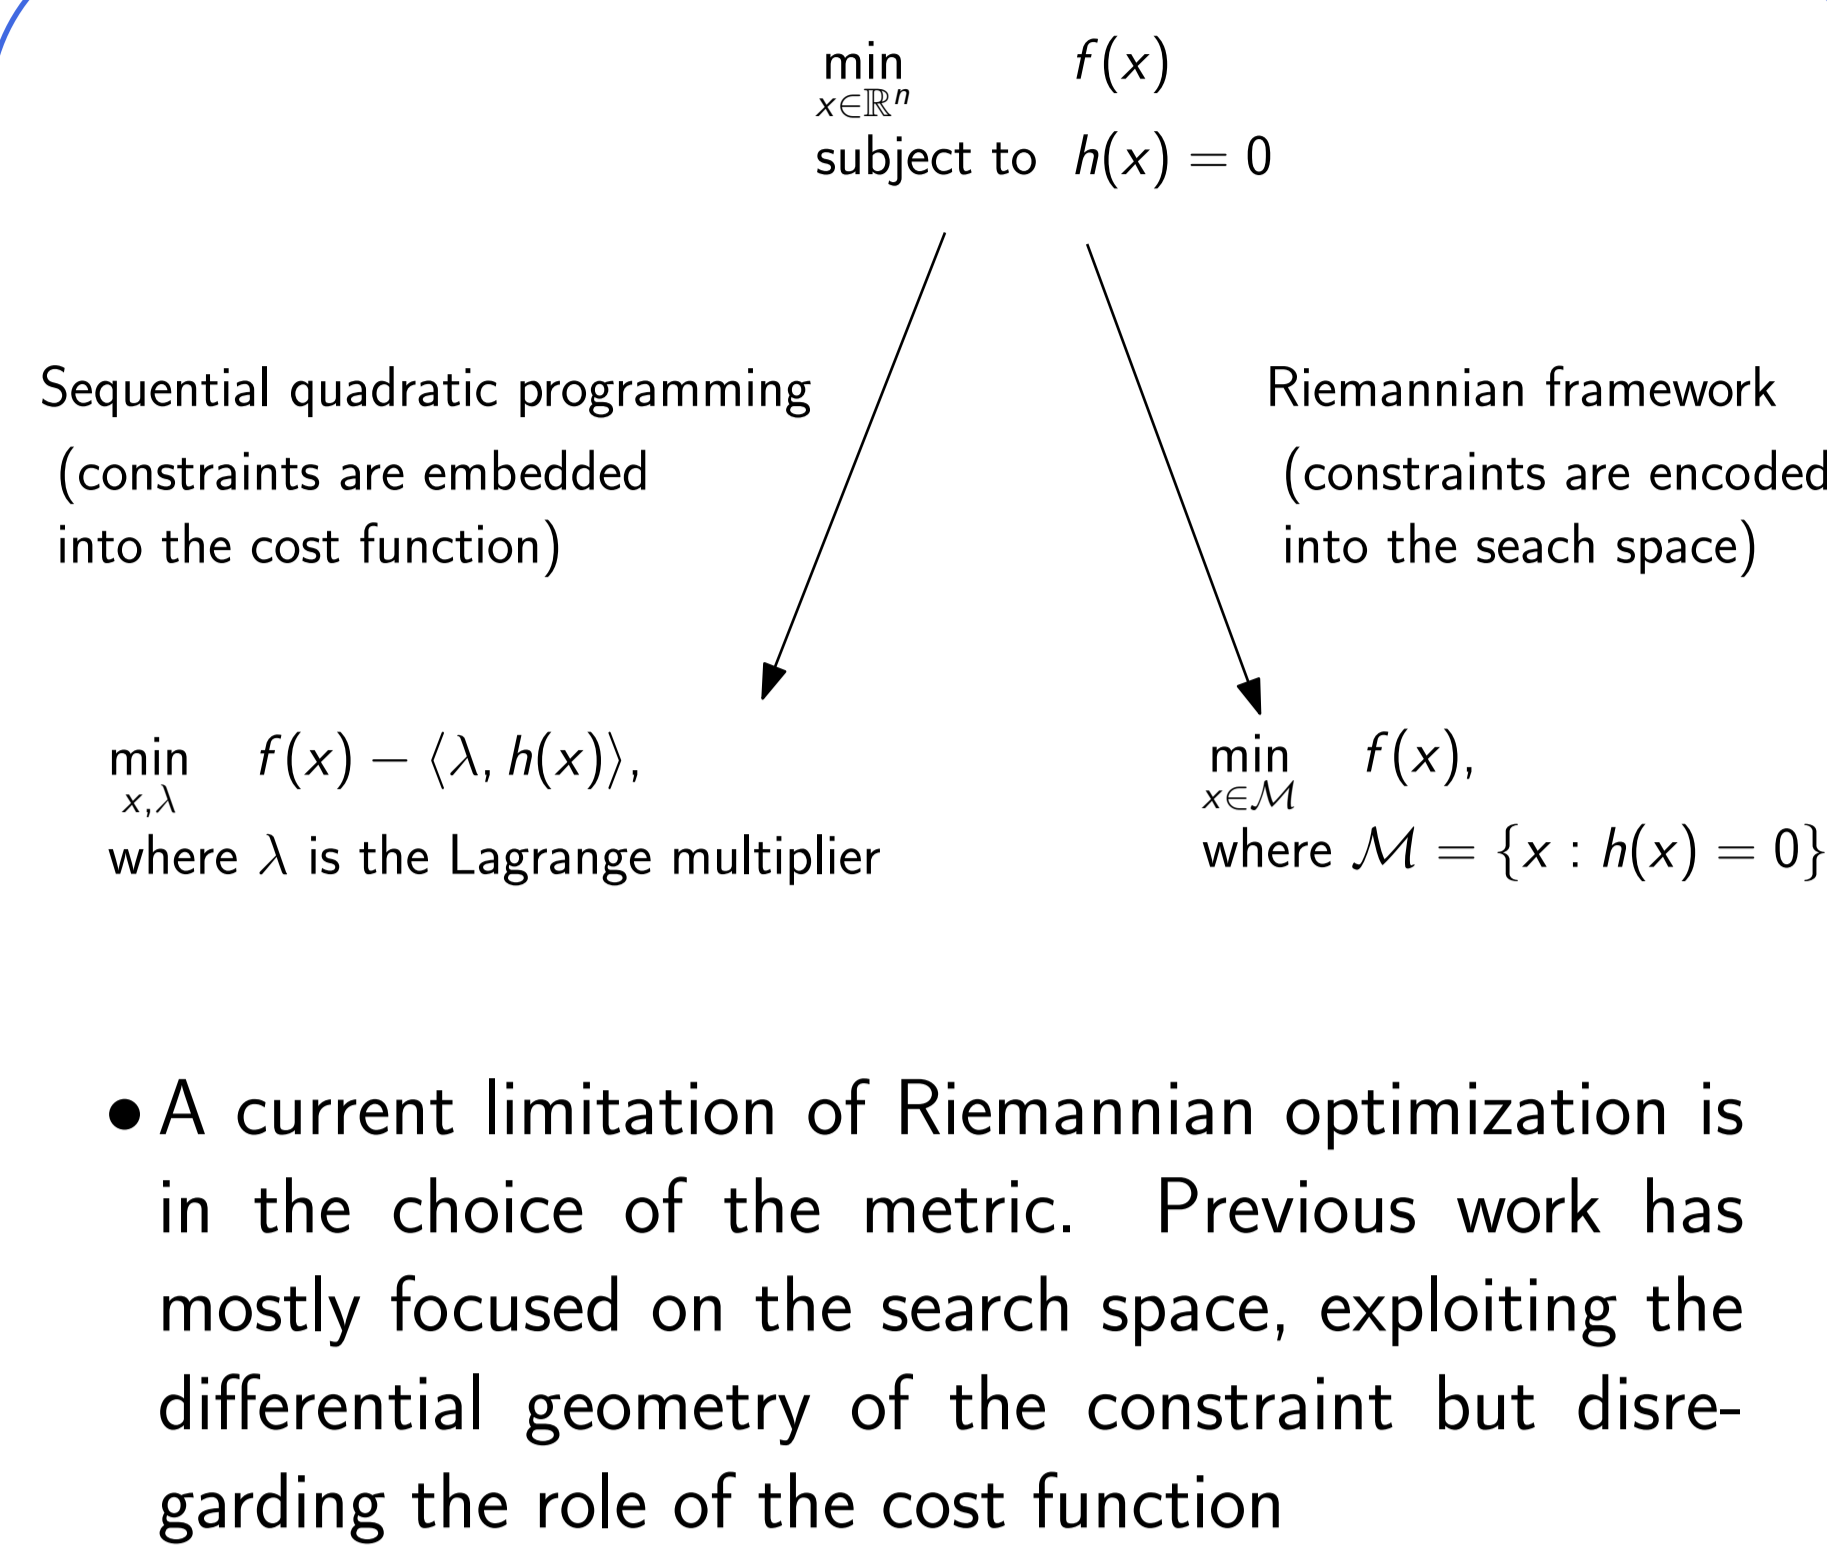 min f(x)
x∈ℝⁿ
subject to h(x) = 0
Sequential quadratic programming
(constraints are embedded
into the cost function)
Riemannian framework
(constraints are encoded
into the seach space)
min f(x) − ⟨λ, h(x)⟩,
x,λ
where λ is the Lagrange multiplier
min f(x),
x∈ℳ
where ℳ = {x : h(x) = 0}
• A current limitation of Riemannian optimization is
in the choice of the metric. Previous work has
mostly focused on the search space, exploiting the
differential geometry of the constraint but disre-
garding the role of the cost function